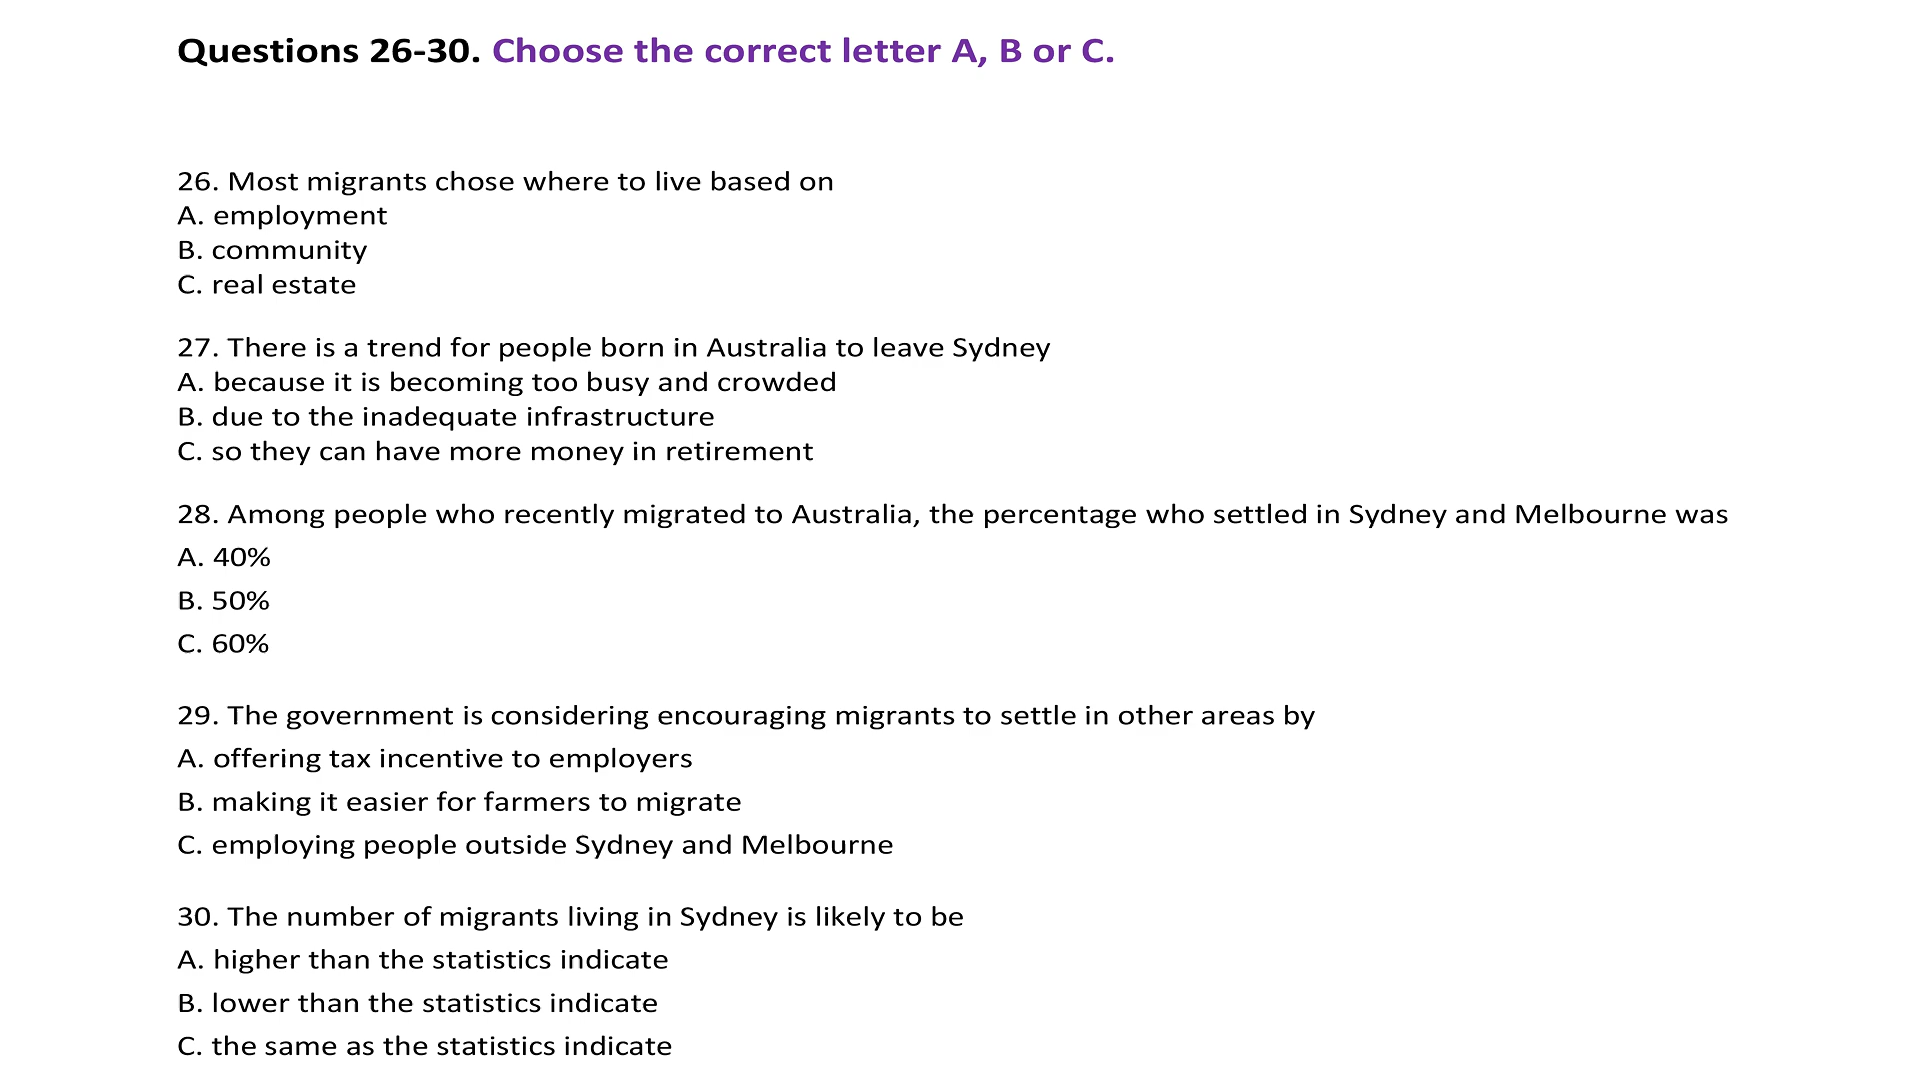 Questions 26-30. Choose the correct letter A, B or C.
26. Most migrants chose where to live based on
A. employment
B. community
C. real estate
27. There is a trend for people born in Australia to leave Sydney
A. because it is becoming too busy and crowded
B. due to the inadequate infrastructure
C. so they can have more money in retirement
28. Among people who recently migrated to Australia, the percentage who settled in Sydney and Melbourne was
A. 40%
B. 50%
C. 60%
29. The government is considering encouraging migrants to settle in other areas by
A. offering tax incentive to employers
B. making it easier for farmers to migrate
C. employing people outside Sydney and Melbourne
30. The number of migrants living in Sydney is likely to be
A. higher than the statistics indicate
B. lower than the statistics indicate
C. the same as the statistics indicate